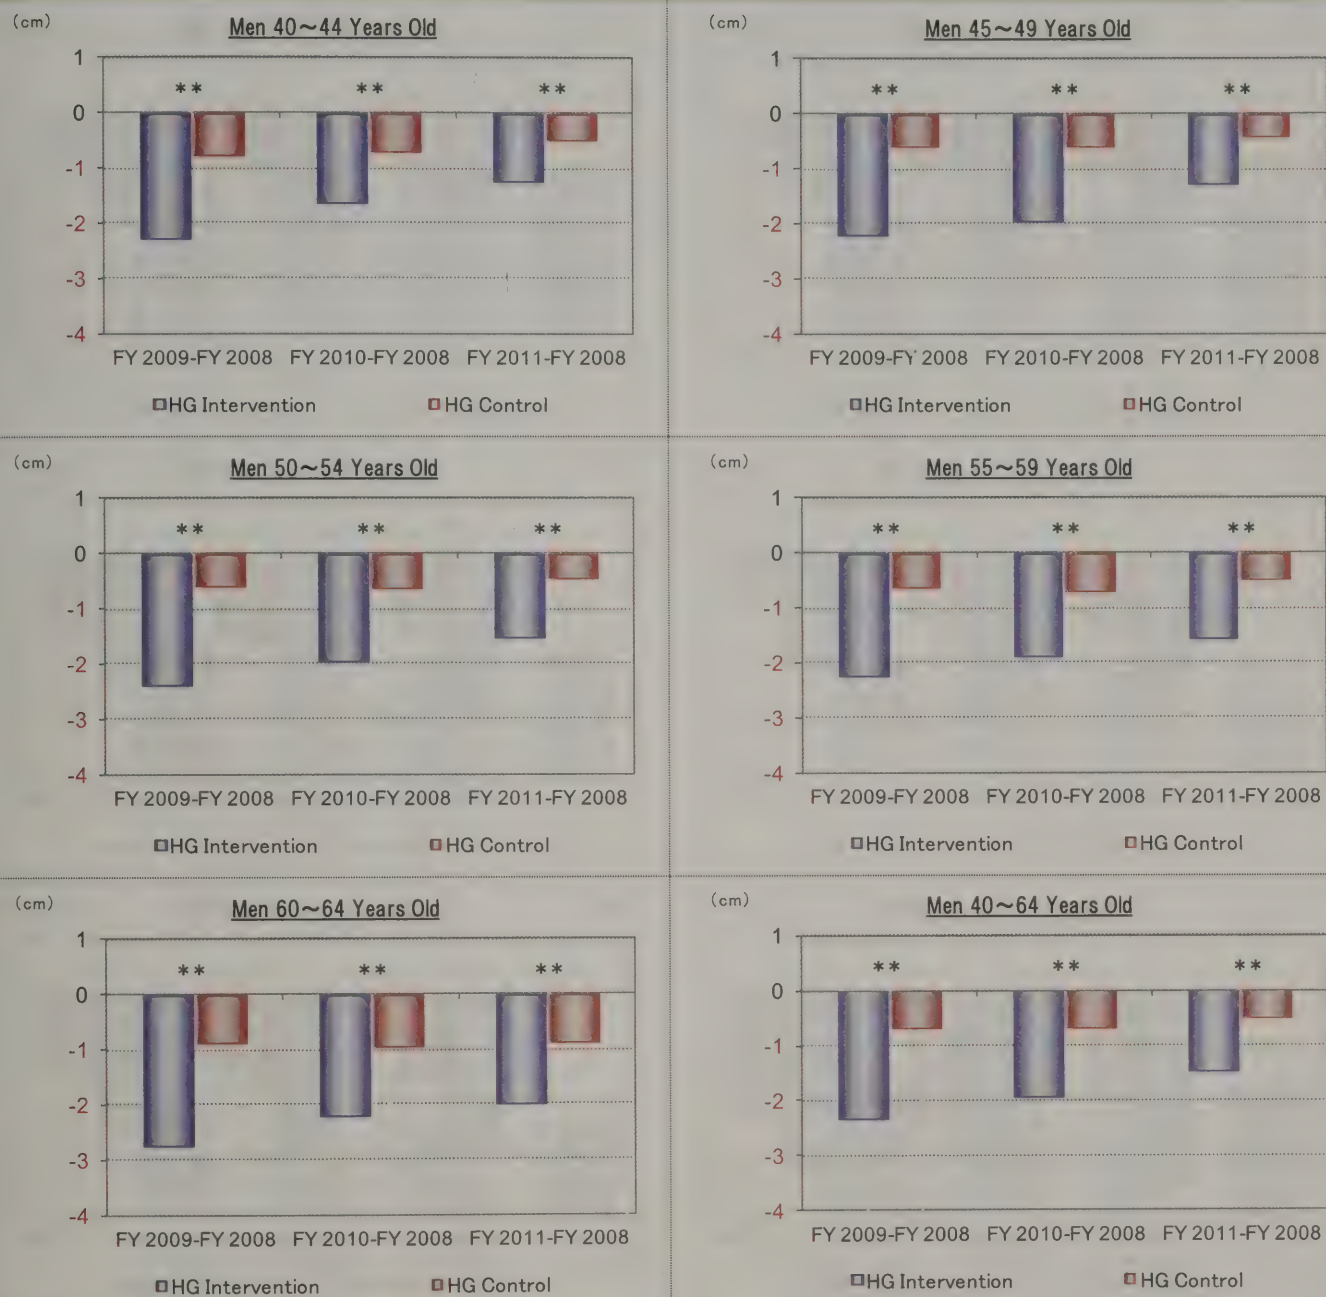 (cm)
Men 40~44 Years Old
1
0
-1
-2
-3
-4
** ** **
FY 2009-FY 2008 FY 2010-FY 2008 FY 2011-FY 2008
HG Intervention HG Control
(cm)
Men 45~49 Years Old
1
0
-1
-2
-3
-4
** ** **
FY 2009-FY 2008 FY 2010-FY 2008 FY 2011-FY 2008
HG Intervention HG Control
(cm)
Men 50~54 Years Old
1
0
-1
-2
-3
-4
** ** **
FY 2009-FY 2008 FY 2010-FY 2008 FY 2011-FY 2008
HG Intervention HG Control
(cm)
Men 55~59 Years Old
1
0
-1
-2
-3
-4
** ** **
FY 2009-FY 2008 FY 2010-FY 2008 FY 2011-FY 2008
HG Intervention HG Control
(cm)
Men 60~64 Years Old
1
0
-1
-2
-3
-4
** ** **
FY 2009-FY 2008 FY 2010-FY 2008 FY 2011-FY 2008
HG Intervention HG Control
(cm)
Men 40~64 Years Old
1
0
-1
-2
-3
-4
** ** **
FY 2009-FY 2008 FY 2010-FY 2008 FY 2011-FY 2008
HG Intervention HG Control